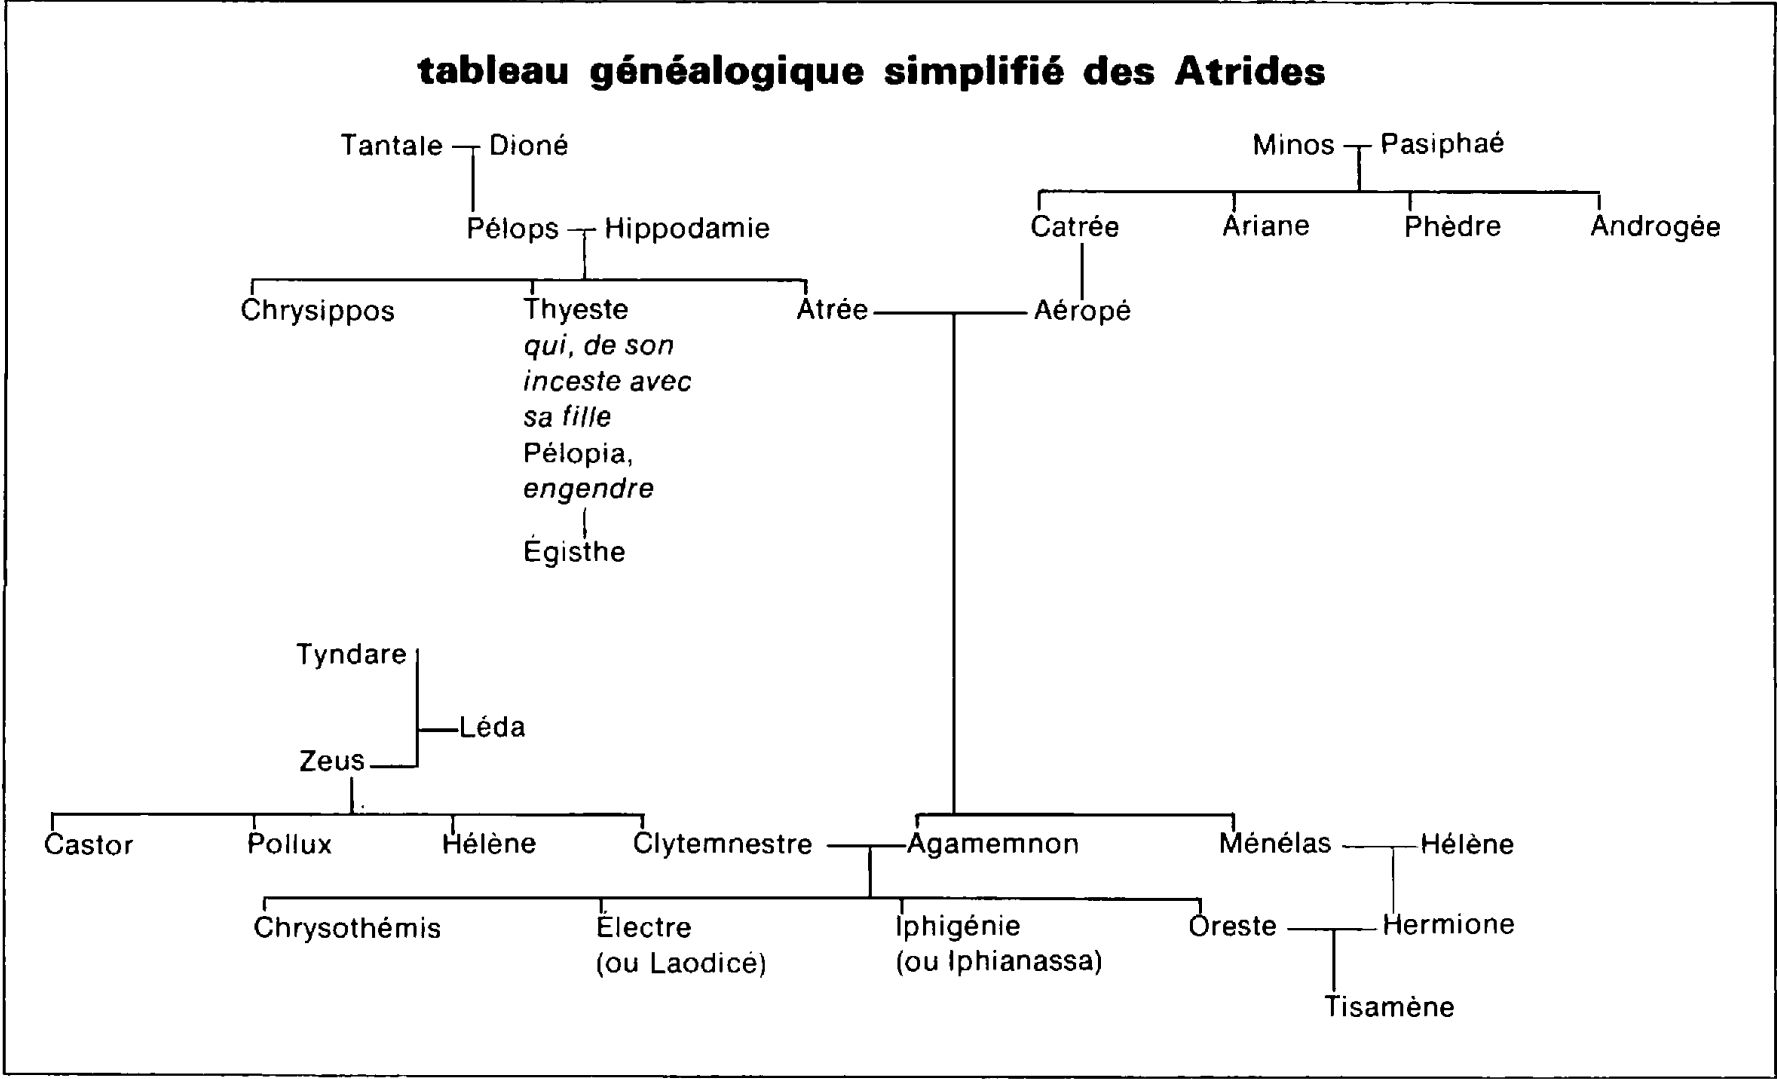 tableau généalogique simplifié des Atrides
Tantale Dioné Minos Pasiphaé
Pélops Hippodamie Catrée Ariane Phèdre Androgée
Chrysippos Thyeste Atrée Aéropé
qui, de son
inceste avec
sa fille
Pélopia,
engendre
Égisthe
Tyndare
Léda
Zeus
Castor Pollux Hélène Clytemnestre Agamemnon Ménélas Hélène
Chrysothémis Électre Iphigénie Oreste Hermione
(ou Laodicé) (ou Iphianassa)
Tisamène